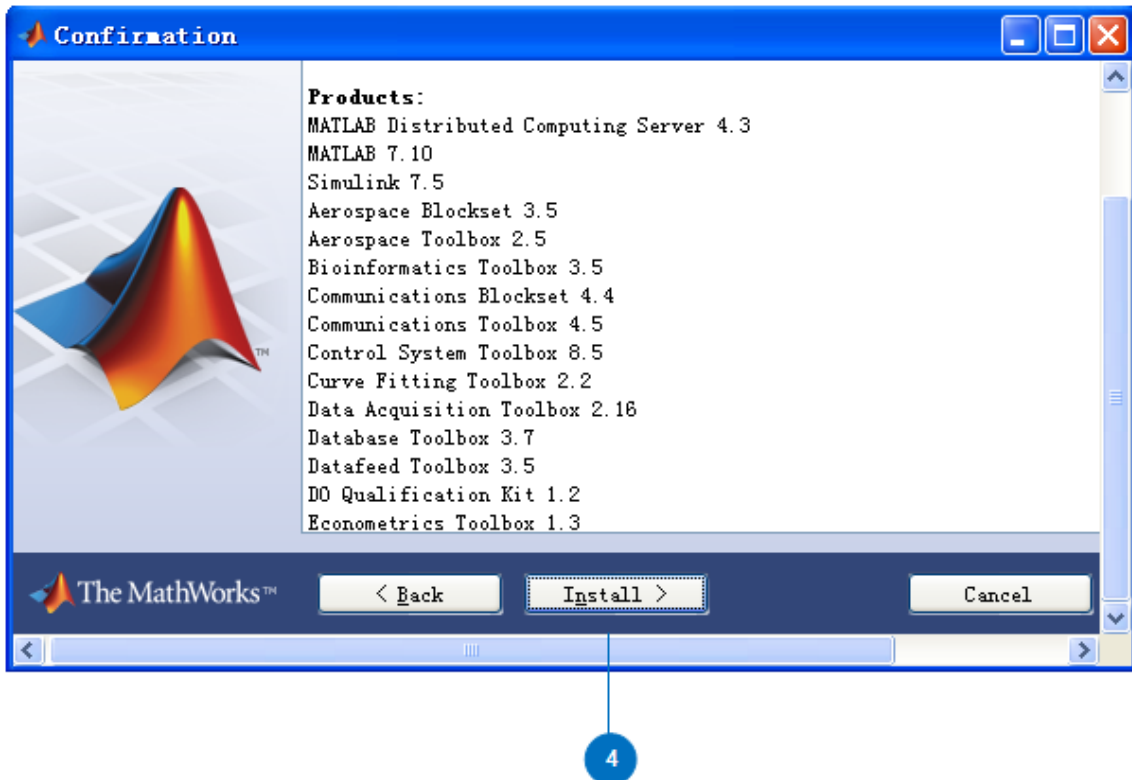 Confirmation
Products:
MATLAB Distributed Computing Server 4.3
MATLAB 7.10
Simulink 7.5
Aerospace Blockset 3.5
Aerospace Toolbox 2.5
Bioinformatics Toolbox 3.5
Communications Blockset 4.4
Communications Toolbox 4.5
Control System Toolbox 8.5
Curve Fitting Toolbox 2.2
Data Acquisition Toolbox 2.16
Database Toolbox 3.7
Datafeed Toolbox 3.5
DO Qualification Kit 1.2
Econometrics Toolbox 1.3
TM
The MathWorks™
< Back
Install >
Cancel
4